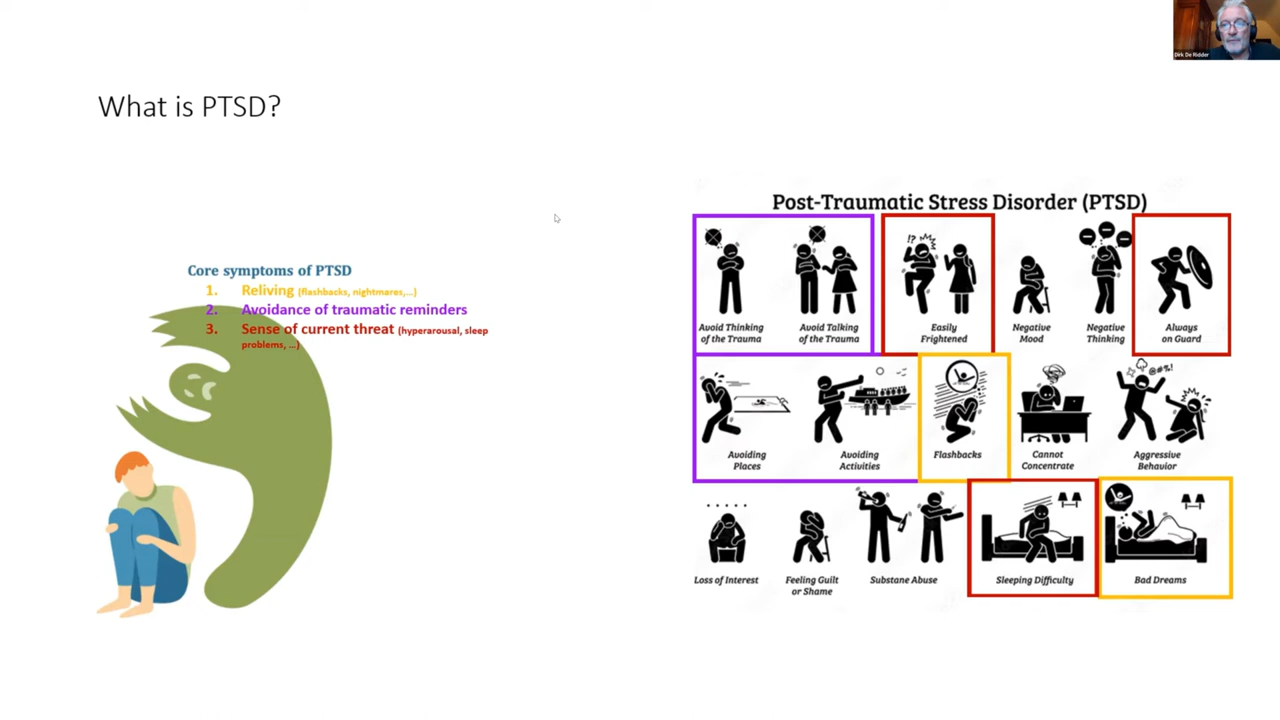 Dirk De Ridder
What is PTSD?
Core symptoms of PTSD
1. Reliving (flashbacks, nightmares,...)
2. Avoidance of traumatic reminders
3. Sense of current threat (hyperarousal, sleep
problems, ...)
Post-Traumatic Stress Disorder (PTSD)
!?
Avoid Thinking
of the Trauma
Avoid Talking
of the Trauma
Easily
Frightened
Negative
Mood
Negative
Thinking
Always
on Guard
@#%!
Avoiding
Places
Avoiding
Activities
Flashbacks
Cannot
Concentrate
Aggressive
Behavior
Loss of Interest
Feeling Guilt
or Shame
Substane Abuse
Sleeping Difficulty
Bad Dreams